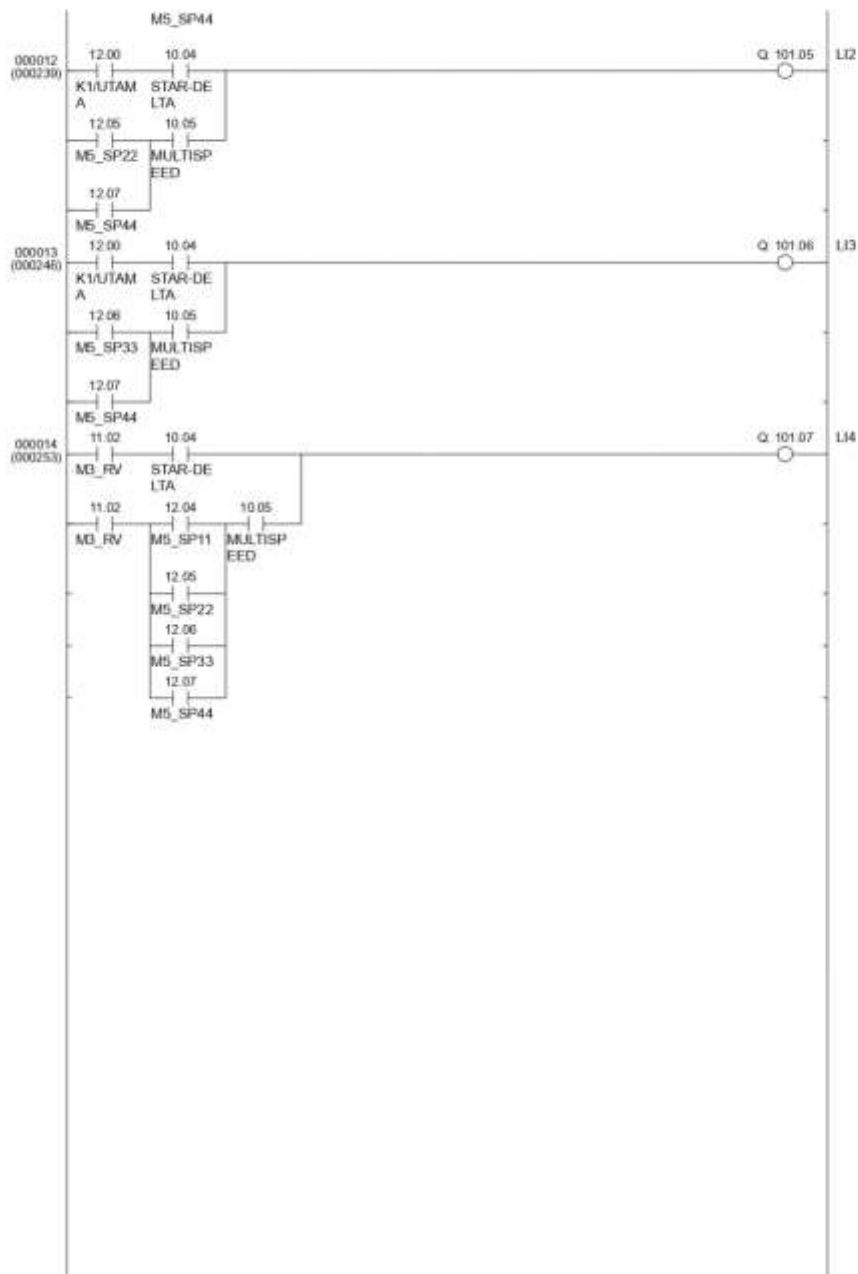 M5_SP44
000012 12.00 10.04 Q: 101.05 LI2
(000239)
K1/UTAM STAR-DE
A LTA
12.05 10.05
M5_SP22 MULTISP
EED
12.07
M5_SP44
000013 12.00 10.04 Q: 101.06 LI3
(000246)
K1/UTAM STAR-DE
A LTA
12.06 10.05
M5_SP33 MULTISP
EED
12.07
M5_SP44
000014 11.02 10.04 Q: 101.07 LI4
(000253)
M3_RV STAR-DE
LTA
11.02 12.04 10.05
M3_RV M5_SP11 MULTISP
EED
12.05
M5_SP22
12.06
M5_SP33
12.07
M5_SP44